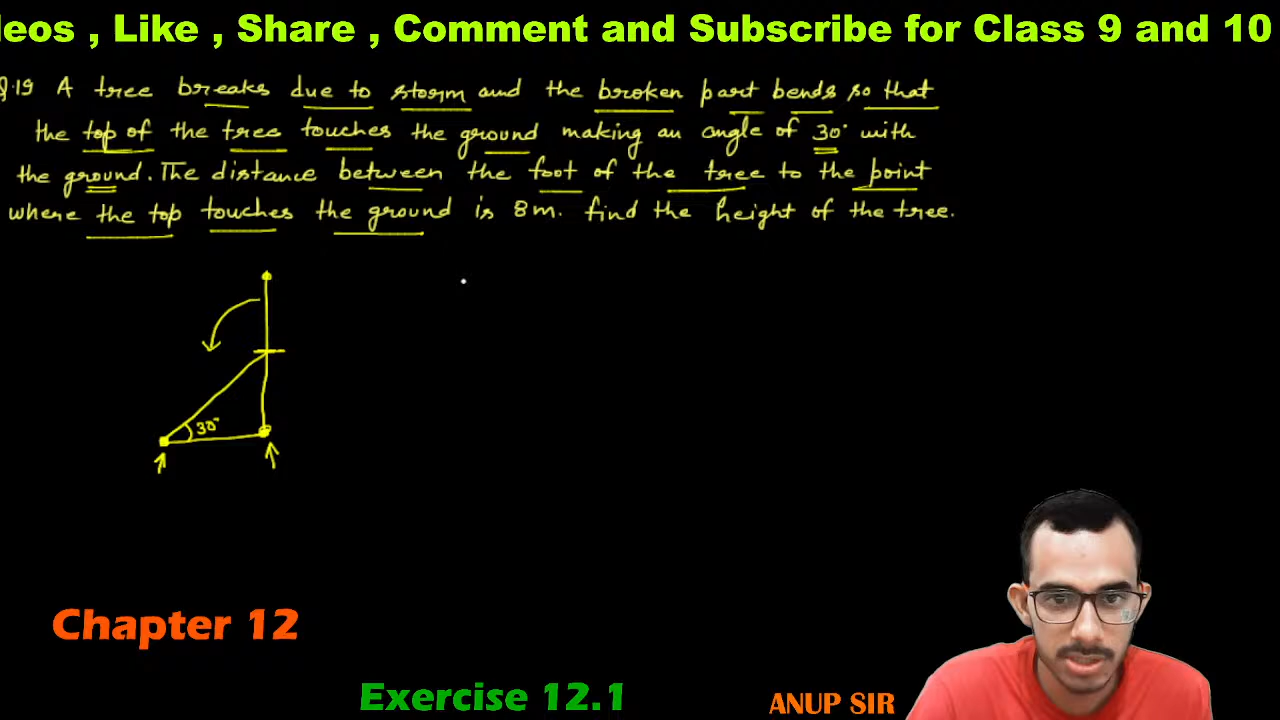 deos , Like , Share , Comment and Subscribe for Class 9 and 10
Q.19 A tree breaks due to storm and the broken part bends so that
the top of the tree touches the ground making an angle of 30° with
the ground. The distance between the foot of the tree to the point
where the top touches the ground is 8m. find the height of the tree.
30°
Chapter 12
Exercise 12.1
ANUP SIR